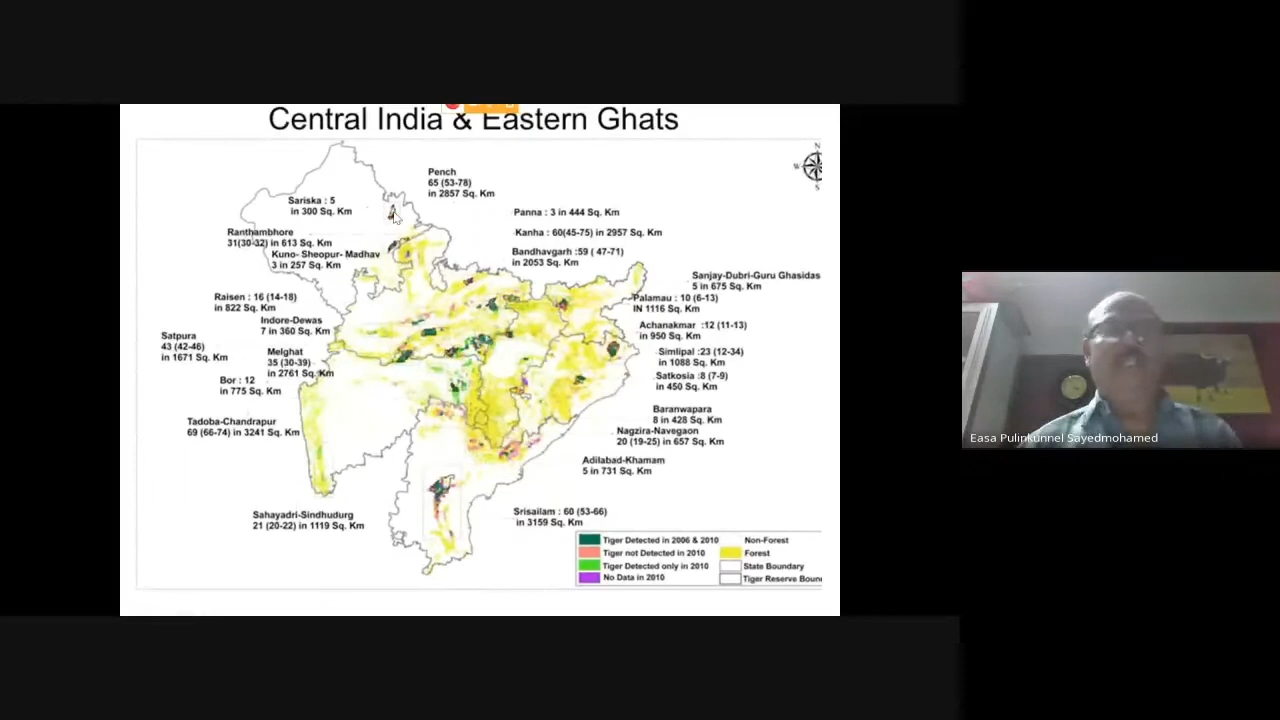 Central India & Eastern Ghats
N
W
S
Pench
65 (53-78)
in 2857 Sq. Km
Sariska : 5
in 300 Sq. Km
Panna : 3 in 444 Sq. Km
Ranthambhore
31(30-32) in 613 Sq. Km
Kanha : 60(45-75) in 2957 Sq. Km
Kuno- Sheopur- Madhav
3 in 257 Sq. Km
Bandhavgarh :59 ( 47-71)
in 2053 Sq. Km
Sanjay-Dubri-Guru Ghasidas
5 in 675 Sq. Km
Raisen : 16 (14-18)
in 822 Sq. Km
Palamau : 10 (6-13)
IN 1116 Sq. Km
Indore-Dewas
7 in 360 Sq. Km
Achanakmar :12 (11-13)
in 950 Sq. Km
Satpura
43 (42-46)
in 1671 Sq. Km
Melghat
35 (30-39)
in 2761 Sq. Km
Simlipal :23 (12-34)
in 1088 Sq. Km
Bor : 12
in 775 Sq. Km
Satkosia :8 (7-9)
in 450 Sq. Km
Baranwapara
8 in 428 Sq. Km
Tadoba-Chandrapur
69 (66-74) in 3241 Sq. Km
Nagzira-Navegaon
20 (19-25) in 657 Sq. Km
Adilabad-Khamam
5 in 731 Sq. Km
Sahayadri-Sindhudurg
21 (20-22) in 1119 Sq. Km
Srisailam : 60 (53-66)
in 3159 Sq. Km
Tiger Detected in 2006 & 2010
Non-Forest
Tiger not Detected in 2010
Forest
Tiger Detected only in 2010
State Boundary
No Data in 2010
Tiger Reserve Boun
Easa Pulinkunnel Sayedmohamed